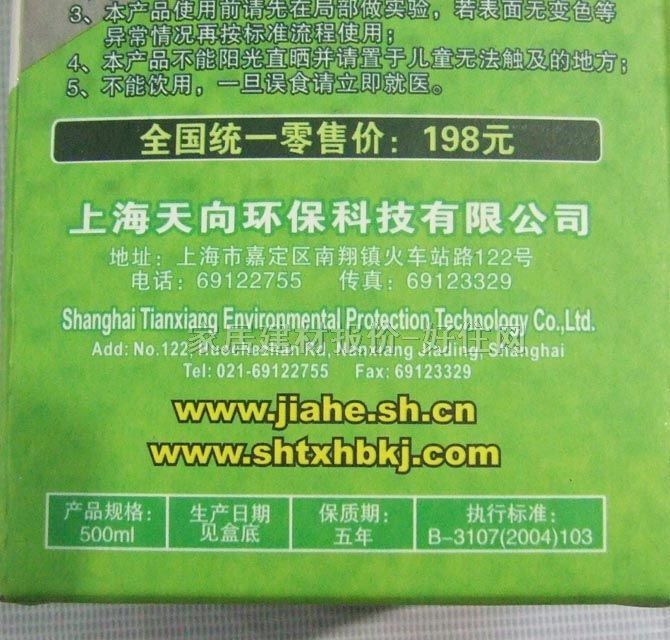 3、本产品使用前请先在局部做实验，若表面无变色等
异常情况再按标准流程使用；
4、本产品不能阳光直晒并请置于儿童无法触及的地方；
5、不能饮用，一旦误食请立即就医。
全国统一零售价：198元
上海天向环保科技有限公司
地址：上海市嘉定区南翔镇火车站路122号
电话：69122755 传真：69123329
Shanghai Tianxiang Environmental Protection Technology Co.,Ltd.
家居建材报价-好住网
Add: No.122, Huochezhan Rd, Nanxiang Jiading, Shanghai
Tel: 021-69122755 Fax: 69123329
www.jiahe.sh.cn
www.shtxhbkj.com
产品规格： 生产日期 保质期： 执行标准：
500ml 见盒底 五年 B-3107(2004)103